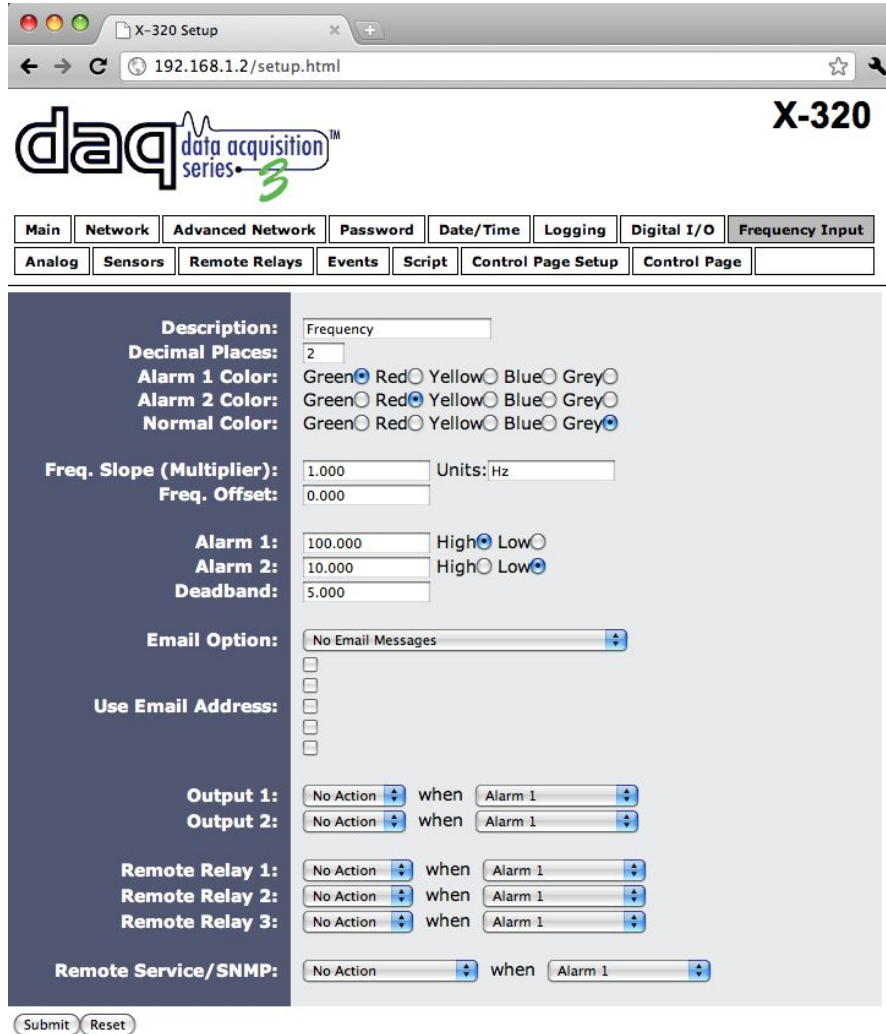 X-320 Setup
192.168.1.2/setup.html
X-320
daq data acquisition series 3 TM
Main Network Advanced Network Password Date/Time Logging Digital I/O Frequency Input
Analog Sensors Remote Relays Events Script Control Page Setup Control Page
Description: Frequency
Decimal Places: 2
Alarm 1 Color: Green Red Yellow Blue Grey
Alarm 2 Color: Green Red Yellow Blue Grey
Normal Color: Green Red Yellow Blue Grey
Freq. Slope (Multiplier): 1.000 Units: Hz
Freq. Offset: 0.000
Alarm 1: 100.000 High Low
Alarm 2: 10.000 High Low
Deadband: 5.000
Email Option: No Email Messages
Use Email Address:
Output 1: No Action when Alarm 1
Output 2: No Action when Alarm 1
Remote Relay 1: No Action when Alarm 1
Remote Relay 2: No Action when Alarm 1
Remote Relay 3: No Action when Alarm 1
Remote Service/SNMP: No Action when Alarm 1
Submit Reset